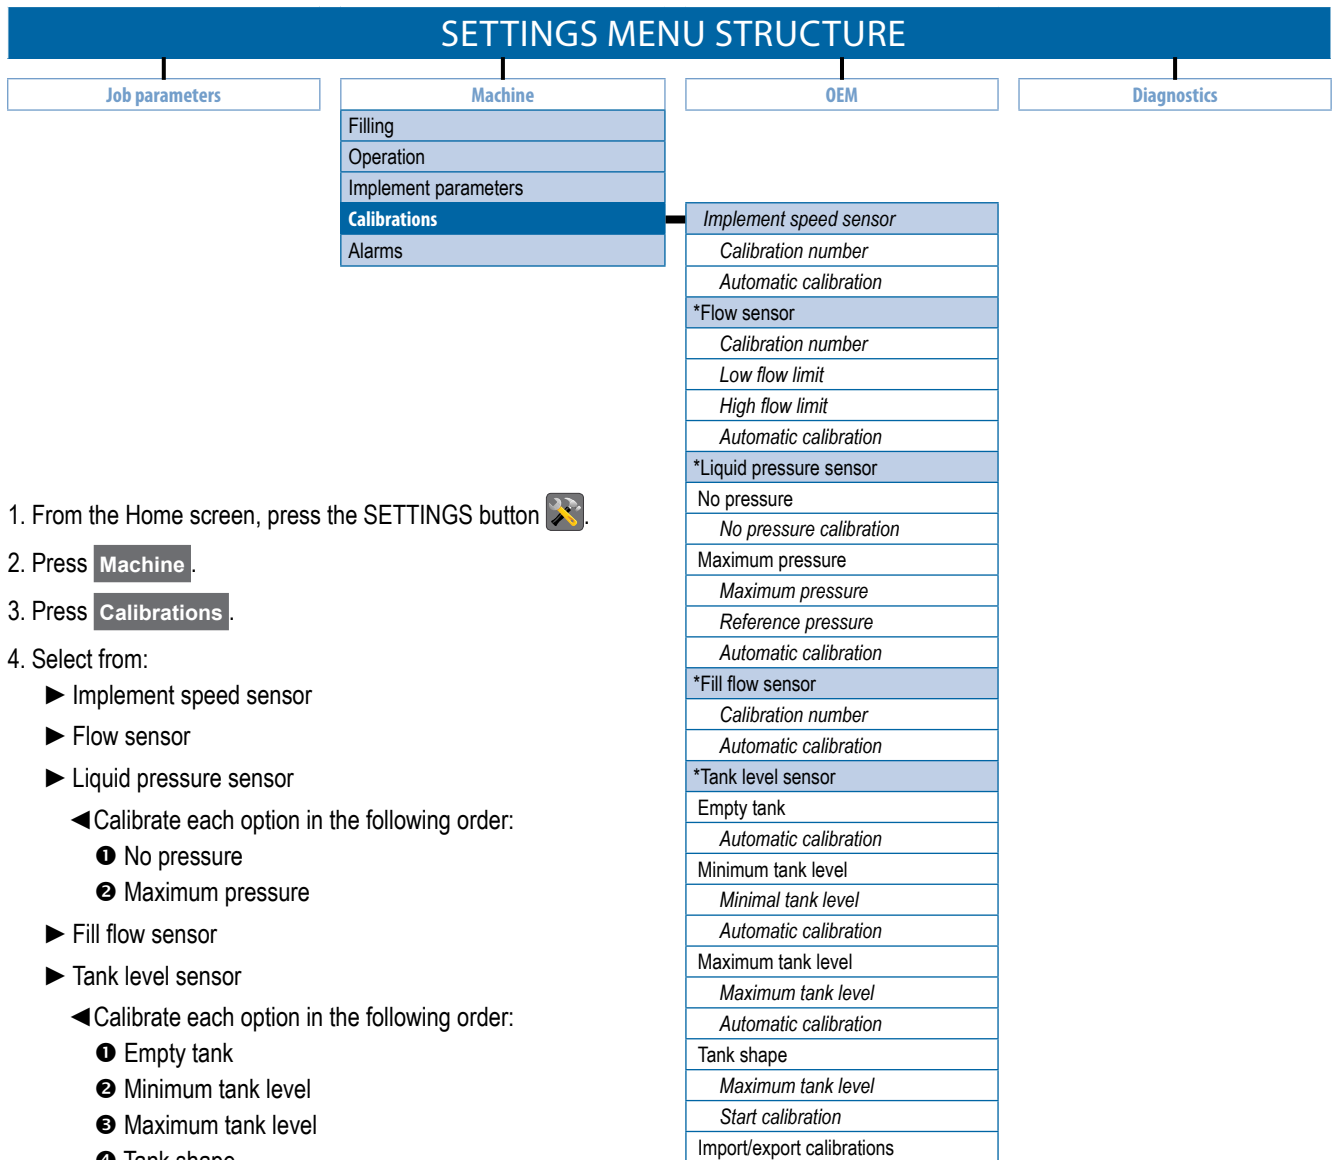 SETTINGS MENU STRUCTURE
Job parameters
Machine
OEM
Diagnostics
Filling
Operation
Implement parameters
Calibrations
Alarms
Implement speed sensor
Calibration number
Automatic calibration
*Flow sensor
Calibration number
Low flow limit
High flow limit
Automatic calibration
*Liquid pressure sensor
No pressure
No pressure calibration
Maximum pressure
Maximum pressure
Reference pressure
Automatic calibration
*Fill flow sensor
Calibration number
Automatic calibration
*Tank level sensor
Empty tank
Automatic calibration
Minimum tank level
Minimal tank level
Automatic calibration
Maximum tank level
Maximum tank level
Automatic calibration
Tank shape
Maximum tank level
Start calibration
Import/export calibrations
1. From the Home screen, press the SETTINGS button .
2. Press Machine .
3. Press Calibrations .
4. Select from:
► Implement speed sensor
► Flow sensor
► Liquid pressure sensor
◄Calibrate each option in the following order:
❶ No pressure
❷ Maximum pressure
► Fill flow sensor
► Tank level sensor
◄Calibrate each option in the following order:
❶ Empty tank
❷ Minimum tank level
❸ Maximum tank level
❹ Tank shape